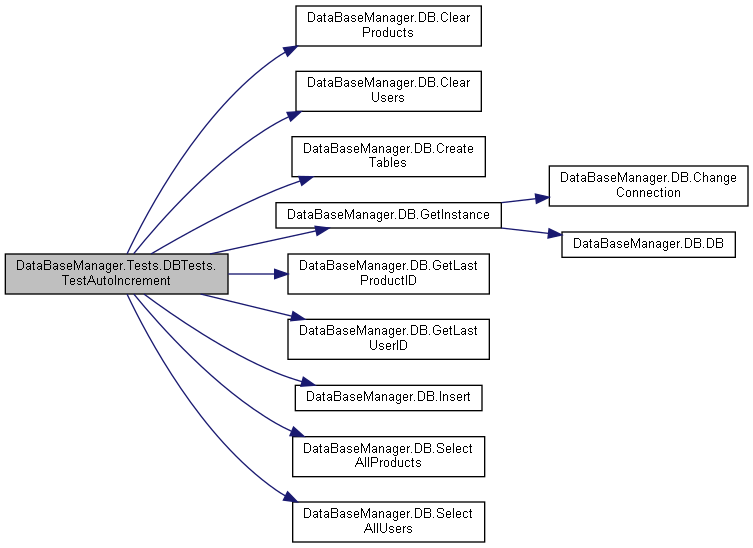 DataBaseManager.DB.Clear
Products
DataBaseManager.DB.Clear
Users
DataBaseManager.DB.Create
Tables
DataBaseManager.DB.Change
Connection
DataBaseManager.DB.GetInstance
DataBaseManager.DB.DB
DataBaseManager.Tests.DBTests.
TestAutoIncrement
DataBaseManager.DB.GetLast
ProductID
DataBaseManager.DB.GetLast
UserID
DataBaseManager.DB.Insert
DataBaseManager.DB.Select
AllProducts
DataBaseManager.DB.Select
AllUsers